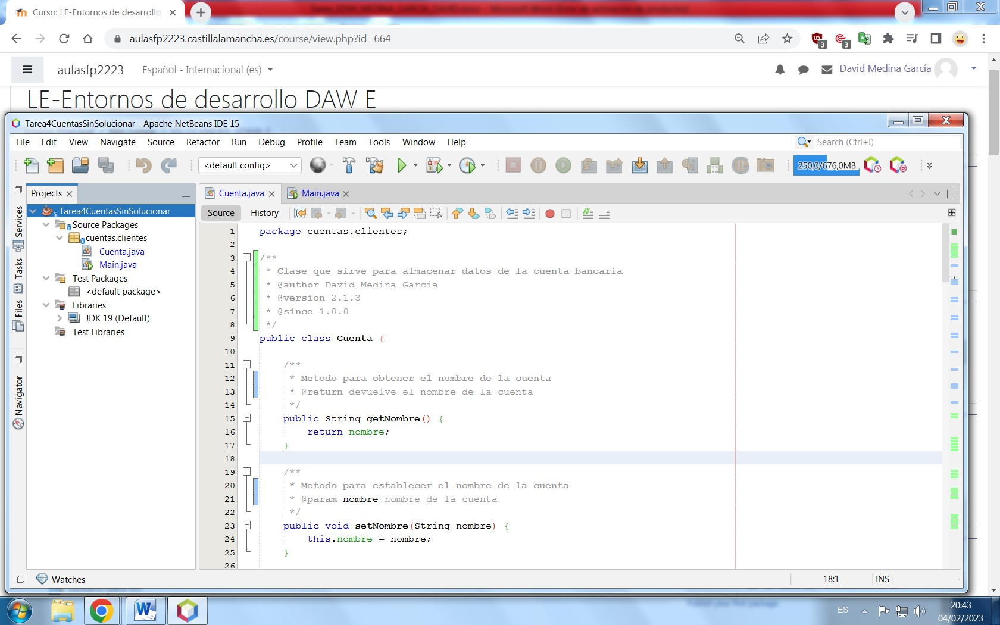 Curso: LE-Entornos de desarrollo
aulasfp2223.castillalamancha.es/course/view.php?id=664
3
3
aulasfp2223
Español - Internacional (es)
David Medina García
LE-Entornos de desarrollo DAW E
Tarea4CuentasSinSolucionar - Apache NetBeans IDE 15
File Edit View Navigate Source Refactor Run Debug Profile Team Tools Window Help
Search (Ctrl+I)
<default config>
250,0/676,0MB
Services
Tasks
Files
Navigator
Projects
Tarea4CuentasSinSolucionar
Source Packages
cuentas.clientes
Cuenta.java
Main.java
Test Packages
<default package>
Libraries
JDK 19 (Default)
Test Libraries
Cuenta.java
Main.java
Source History
1 package cuentas.clientes;
2
3 /**
4 * Clase que sirve para almacenar datos de la cuenta bancaria
5 * @author David Medina Garcia
6 * @version 2.1.3
7 * @since 1.0.0
8 */
9 public class Cuenta {
10
11 /**
12 * Metodo para obtener el nombre de la cuenta
13 * @return devuelve el nombre de la cuenta
14 */
15 public String getNombre() {
16 return nombre;
17 }
18
19 /**
20 * Metodo para establecer el nombre de la cuenta
21 * @param nombre nombre de la cuenta
22 */
23 public void setNombre(String nombre) {
24 this.nombre = nombre;
25 }
26
Watches
18:1
INS
ES
20:43
04/02/2023